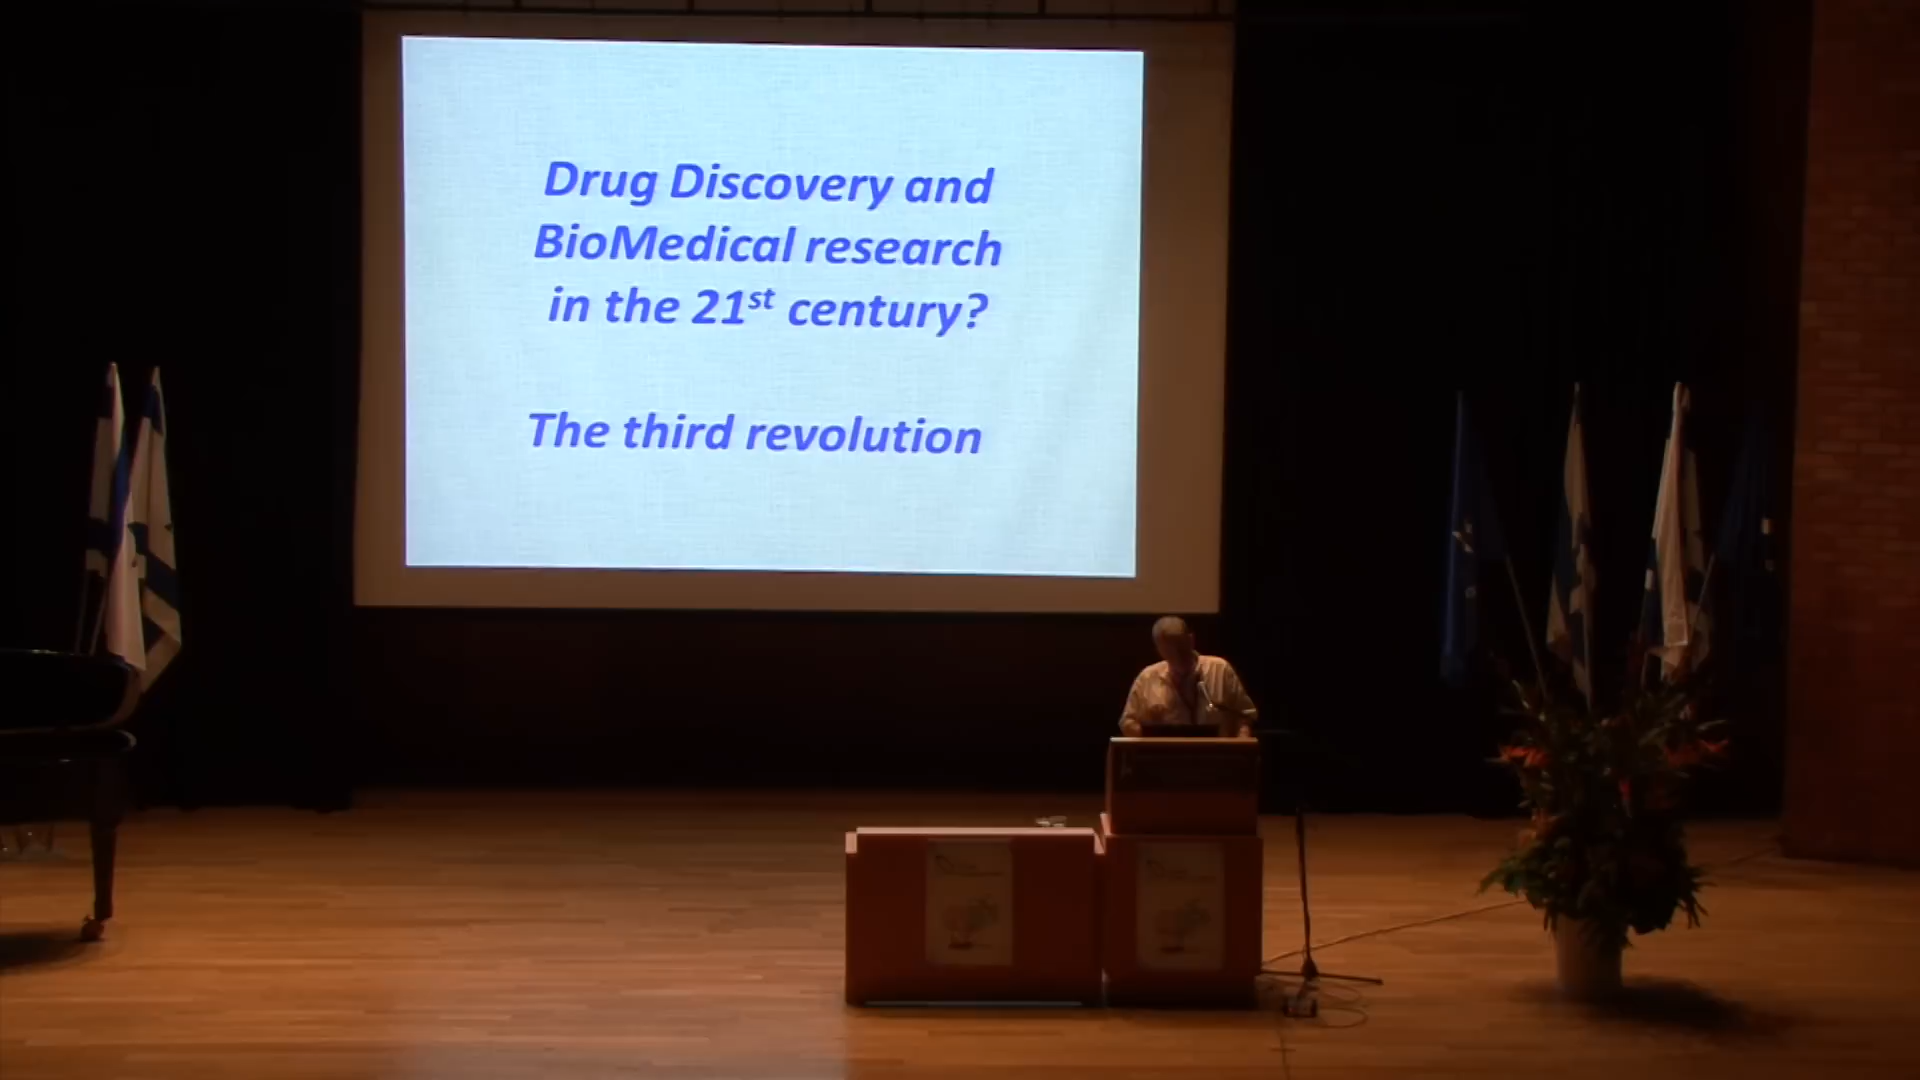 Drug Discovery and
BioMedical research
in the 21st century?
The third revolution